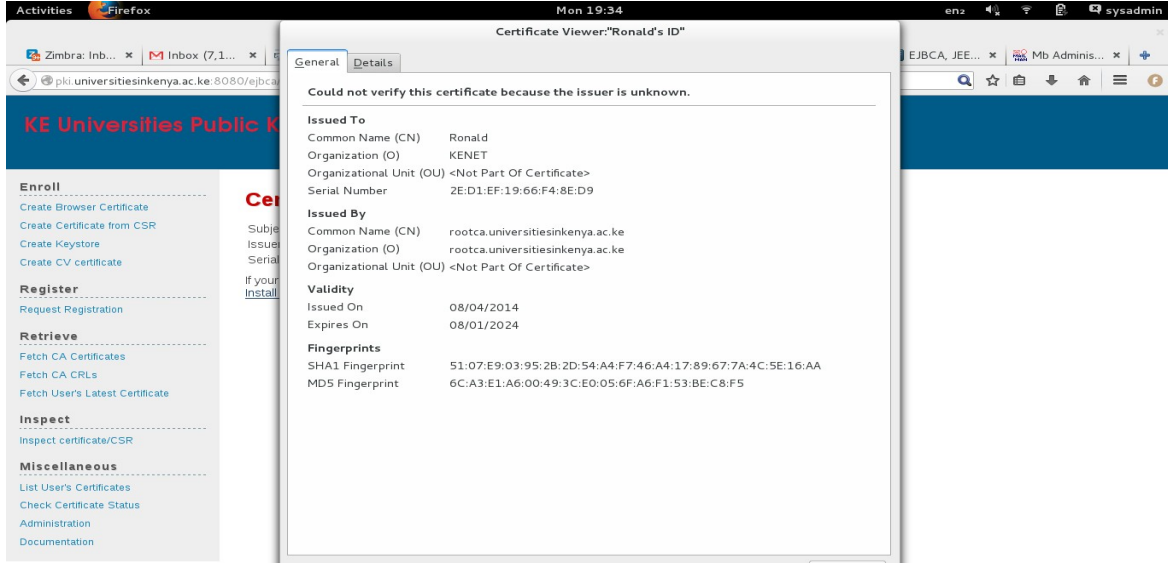 Activities Firefox Mon 19:34 en2 sysadmin
Certificate Viewer:"Ronald's ID"
Zimbra: Inb... Inbox (7,1... EJBCA, JEE... Mb Adminis...
General Details
pki.universitiesinkenya.ac.ke:8080/ejbca
Could not verify this certificate because the issuer is unknown.
KE Universities Public K
Issued To
Common Name (CN) Ronald
Organization (O) KENET
Organizational Unit (OU) <Not Part Of Certificate>
Serial Number 2E:D1:EF:19:66:F4:8E:D9
Issued By
Common Name (CN) rootca.universitiesinkenya.ac.ke
Organization (O) rootca.universitiesinkenya.ac.ke
Organizational Unit (OU) <Not Part Of Certificate>
Validity
Issued On 08/04/2014
Expires On 08/01/2024
Fingerprints
SHA1 Fingerprint 51:07:E9:03:95:2B:2D:54:A4:F7:46:A4:17:89:67:7A:4C:5E:16:AA
MD5 Fingerprint 6C:A3:E1:A6:00:49:3C:E0:05:6F:A6:F1:53:BE:C8:F5
Enroll
Create Browser Certificate
Create Certificate from CSR
Create Keystore
Create CV certificate
Register
Request Registration
Retrieve
Fetch CA Certificates
Fetch CA CRLs
Fetch User's Latest Certificate
Inspect
Inspect certificate/CSR
Miscellaneous
List User's Certificates
Check Certificate Status
Administration
Documentation
Cer
Subje
Issue
Serial
If your
Install